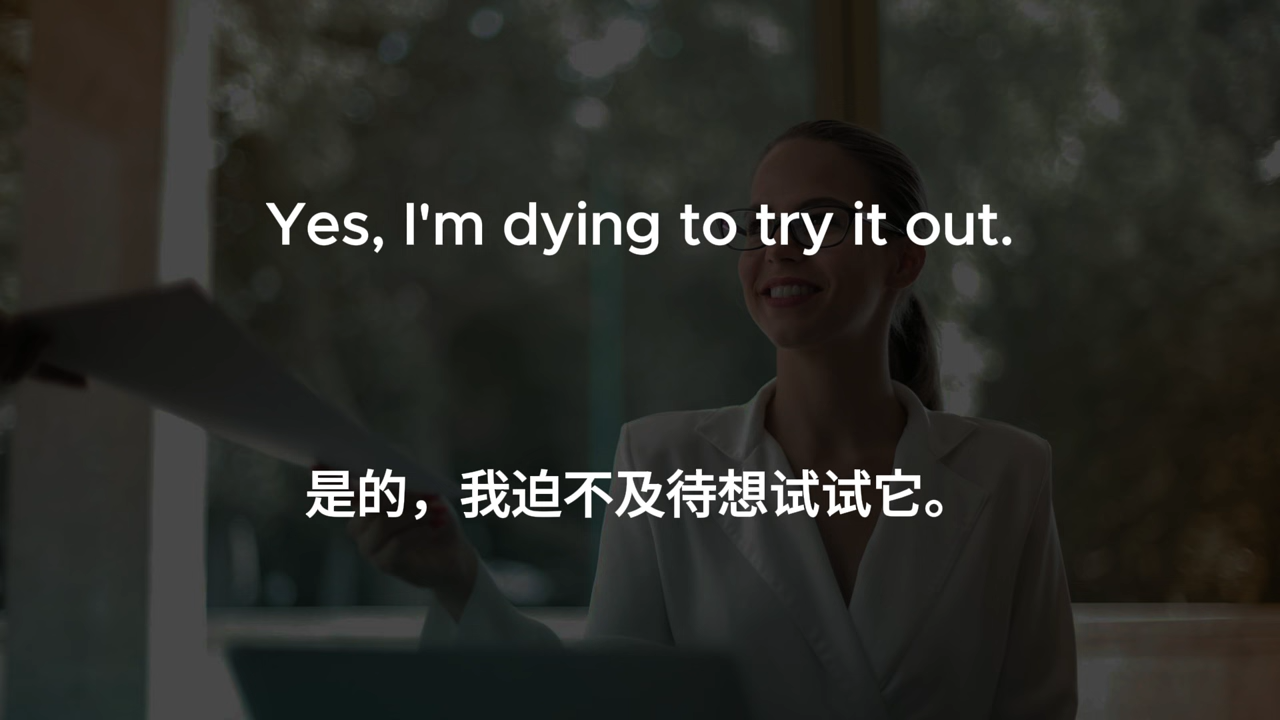 Yes, I'm dying to try it out.
是的，我迫不及待想试试它。